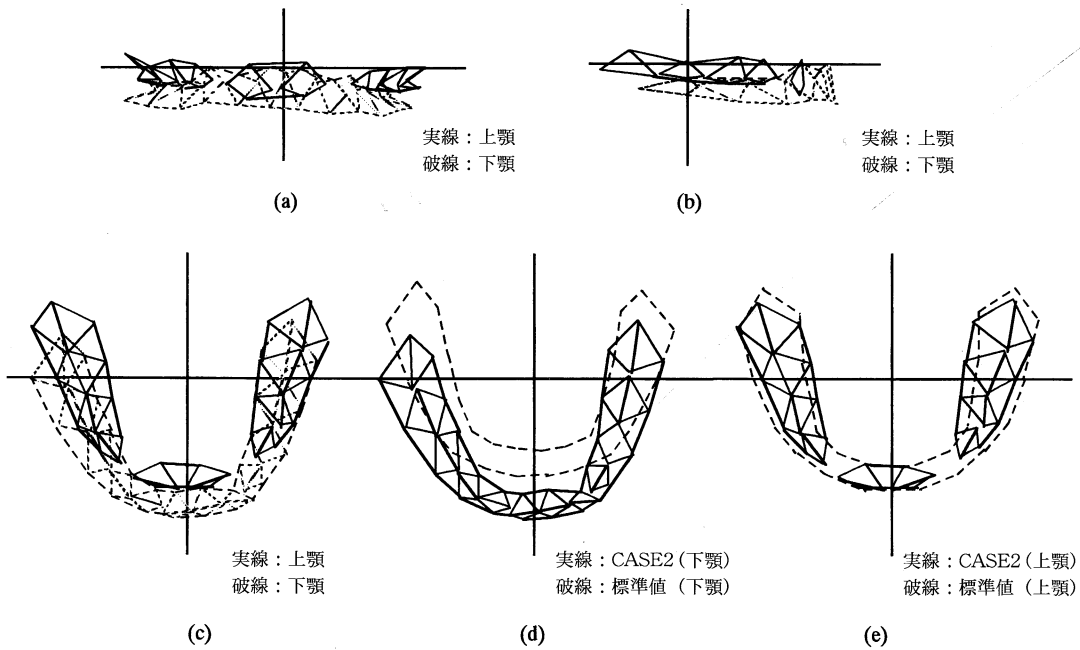 実線：上顎
破線：下顎
(a)
実線：上顎
破線：下顎
(b)
実線：上顎
破線：下顎
(c)
実線：CASE2（下顎）
破線：標準値（下顎）
(d)
実線：CASE2（上顎）
破線：標準値（上顎）
(e)